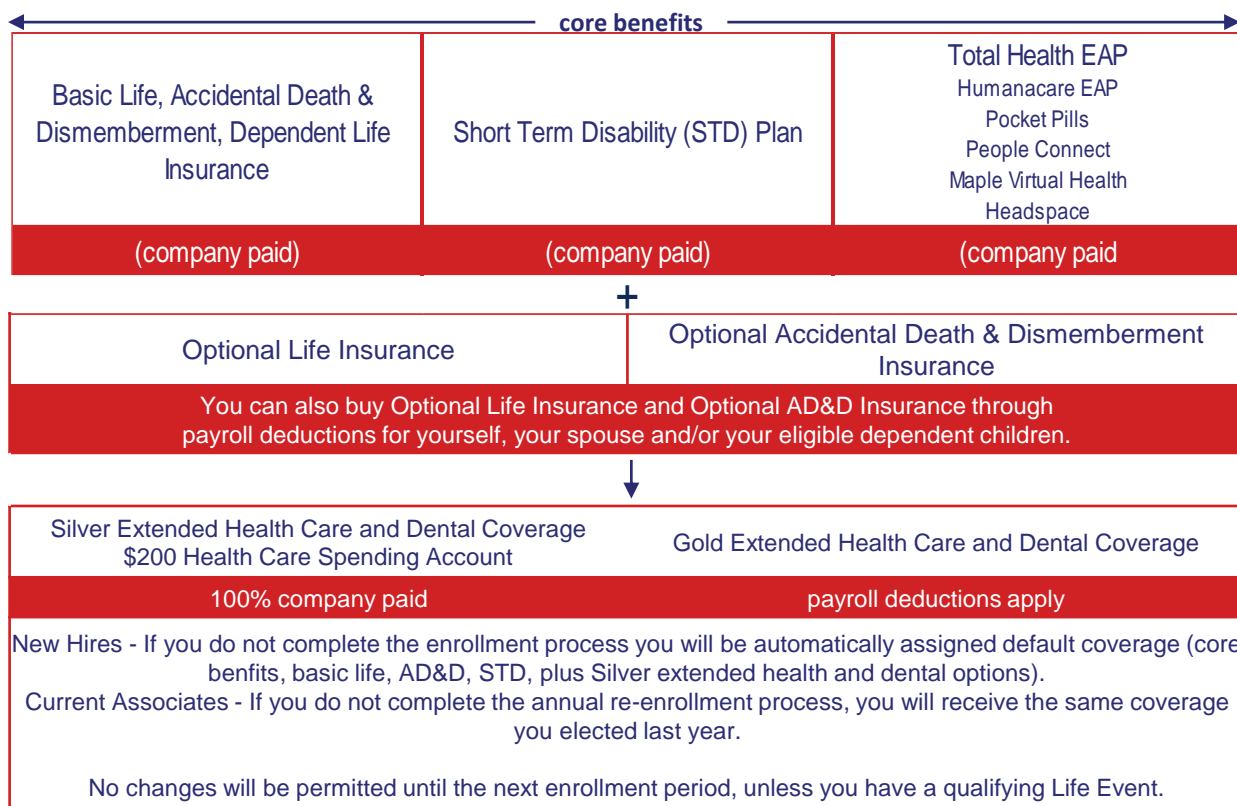 core benefits
Basic Life, Accidental Death &
Dismemberment, Dependent Life
Insurance
(company paid)
Short Term Disability (STD) Plan
(company paid)
Total Health EAP
Humanacare EAP
Pocket Pills
People Connect
Maple Virtual Health
Headspace
(company paid
+
Optional Life Insurance
Optional Accidental Death & Dismemberment
Insurance
You can also buy Optional Life Insurance and Optional AD&D Insurance through
payroll deductions for yourself, your spouse and/or your eligible dependent children.
Silver Extended Health Care and Dental Coverage
$200 Health Care Spending Account
100% company paid
Gold Extended Health Care and Dental Coverage
payroll deductions apply
New Hires - If you do not complete the enrollment process you will be automatically assigned default coverage (core
benfits, basic life, AD&D, STD, plus Silver extended health and dental options).
Current Associates - If you do not complete the annual re-enrollment process, you will receive the same coverage
you elected last year.
No changes will be permitted until the next enrollment period, unless you have a qualifying Life Event.